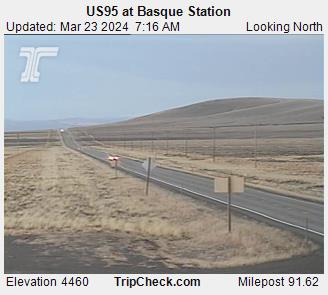 US95 at Basque Station
Updated: Mar 23 2024 7:16 AM Looking North
Elevation 4460 TripCheck.com Milepost 91.62